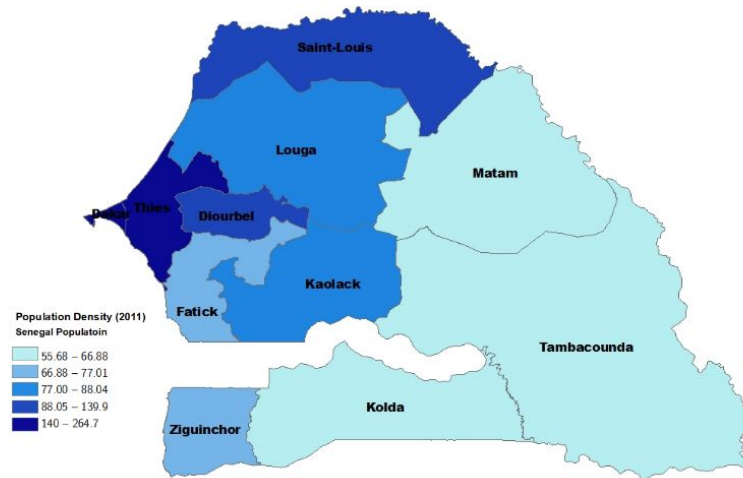 Saint-Louis
Louga
Matam
Dakar
Thies
Diourbel
Kaolack
Fatick
Tambacounda
Kolda
Ziguinchor
Population Density (2011)
Senegal Populatoin
55.68 – 66.88
66.88 – 77.01
77.00 – 88.04
88.05 – 139.9
140 – 264.7